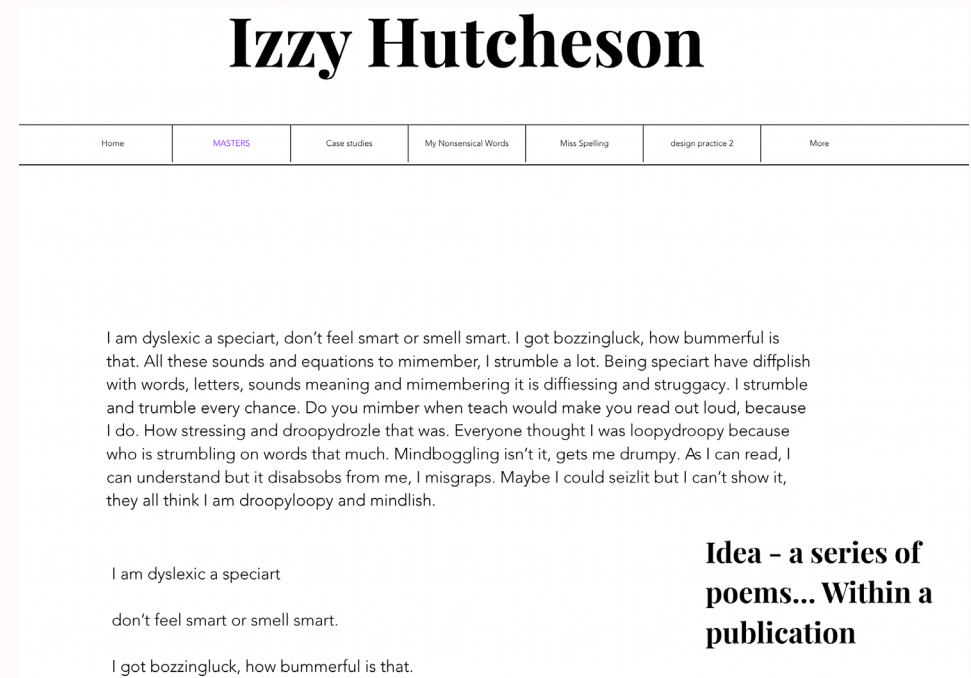 Izzy Hutcheson
Home
MASTERS
Case studies
My Nonsensical Words
Miss Spelling
design practice 2
More
I am dyslexic a speciart, don't feel smart or smell smart. I got bozzingluck, how bummerful is
that. All these sounds and equations to mimember, I strumble a lot. Being speciart have diffplish
with words, letters, sounds meaning and mimembering it is diffiessing and struggacy. I strumble
and trumble every chance. Do you mimber when teach would make you read out loud, because
I do. How stressing and droopydrozle that was. Everyone thought I was loopydroopy because
who is strumbling on words that much. Mindboggling isn't it, gets me drumpy. As I can read, I
can understand but it disabsobs from me, I misgraps. Maybe I could seizlit but I can't show it,
they all think I am droopyloopy and mindlish.
I am dyslexic a speciart
don't feel smart or smell smart.
I got bozzingluck, how bummerful is that.
Idea - a series of
poems... Within a
publication